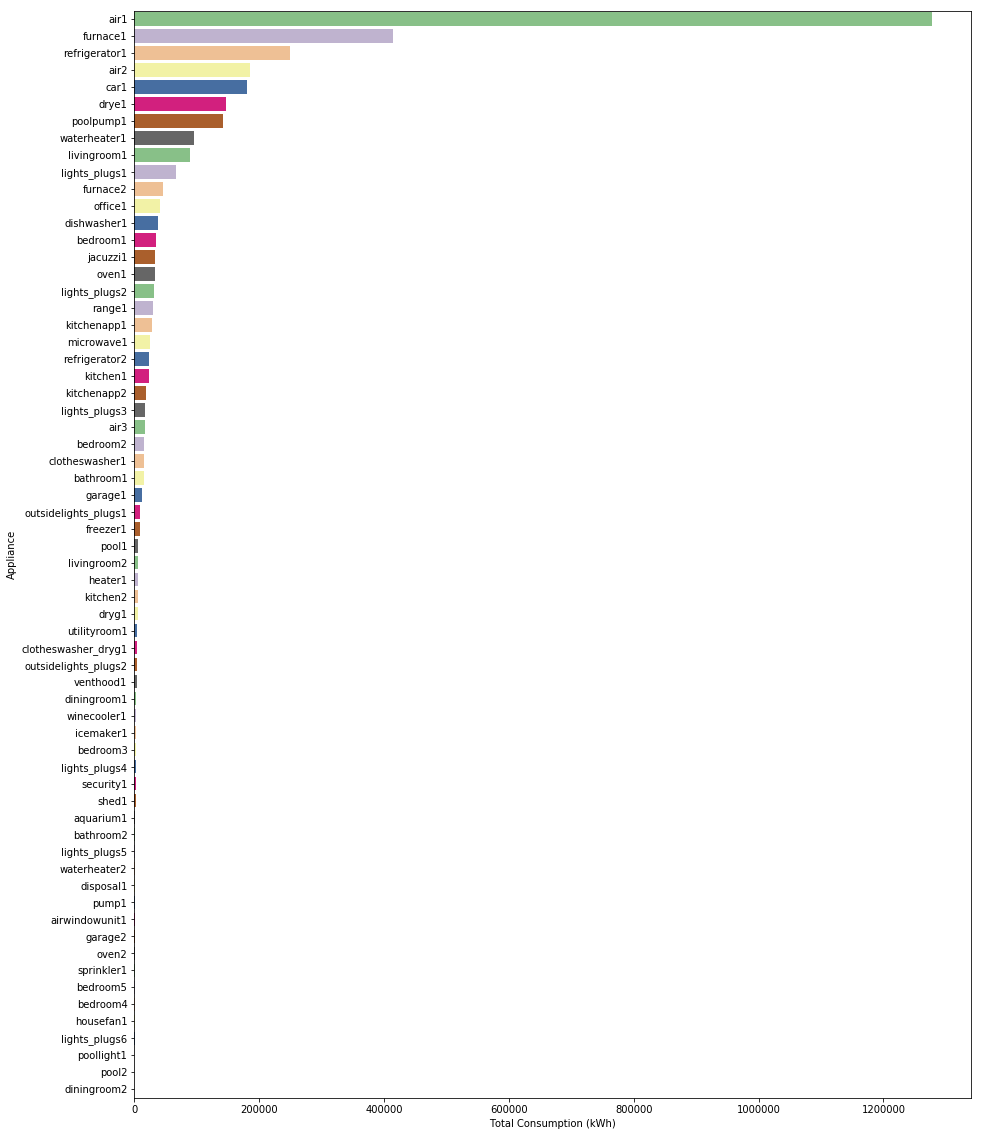 air1
furnace1
refrigerator1
air2
car1
drye1
poolpump1
waterheater1
livingroom1
lights_plugs1
furnace2
office1
dishwasher1
bedroom1
jacuzzi1
oven1
lights_plugs2
range1
kitchenapp1
microwave1
refrigerator2
kitchen1
kitchenapp2
lights_plugs3
air3
bedroom2
clotheswasher1
bathroom1
garage1
outsidelights_plugs1
freezer1
pool1
livingroom2
heater1
kitchen2
dryg1
utilityroom1
clotheswasher_dryg1
outsidelights_plugs2
venthood1
diningroom1
winecooler1
icemaker1
bedroom3
lights_plugs4
security1
shed1
aquarium1
bathroom2
lights_plugs5
waterheater2
disposal1
pump1
airwindowunit1
garage2
oven2
sprinkler1
bedroom5
bedroom4
housefan1
lights_plugs6
poollight1
pool2
diningroom2
Appliance
0 200000 400000 600000 800000 1000000 1200000
Total Consumption (kWh)